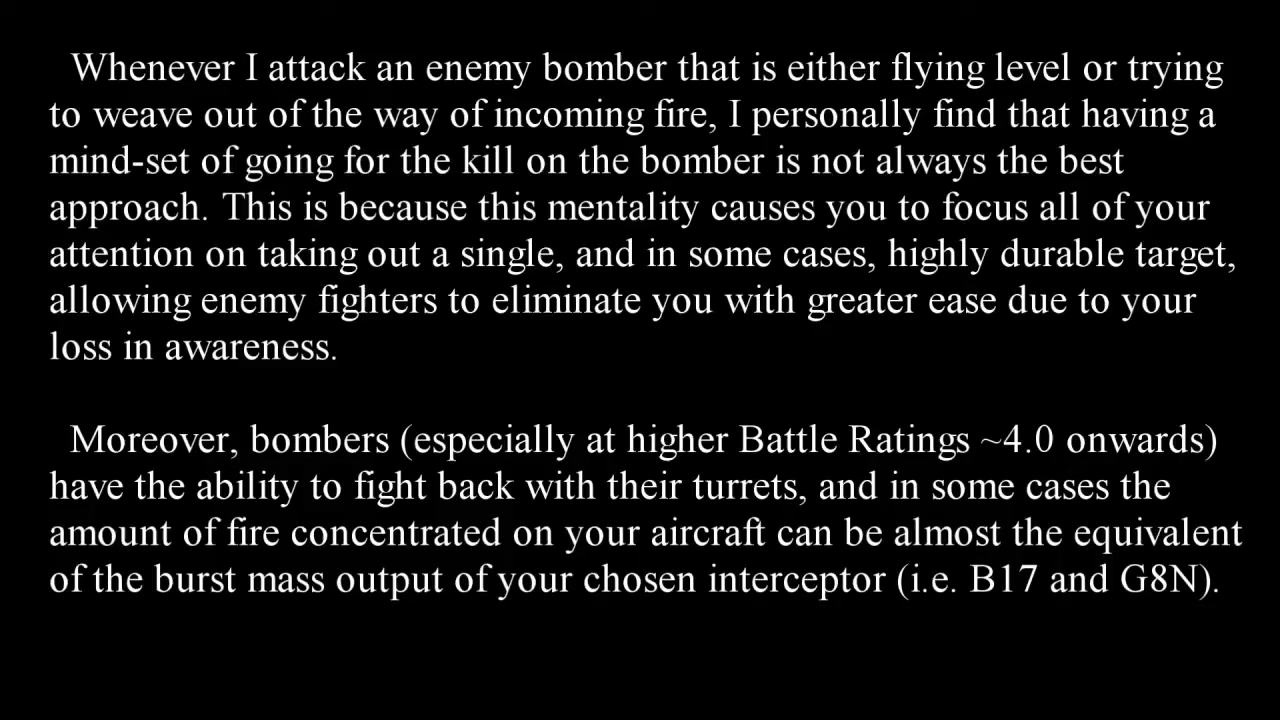 Whenever I attack an enemy bomber that is either flying level or trying
to weave out of the way of incoming fire, I personally find that having a
mind-set of going for the kill on the bomber is not always the best
approach. This is because this mentality causes you to focus all of your
attention on taking out a single, and in some cases, highly durable target,
allowing enemy fighters to eliminate you with greater ease due to your
loss in awareness.
Moreover, bombers (especially at higher Battle Ratings ~4.0 onwards)
have the ability to fight back with their turrets, and in some cases the
amount of fire concentrated on your aircraft can be almost the equivalent
of the burst mass output of your chosen interceptor (i.e. B17 and G8N).